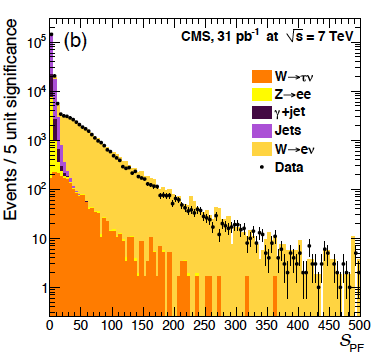 (b)
CMS, 31 pb⁻¹ at √s = 7 TeV
W→τν
Z→ee
γ+jet
Jets
W→eν
Data
Events / 5 unit significance
10⁵
10⁴
10³
10²
10
1
0 50 100 150 200 250 300 350 400 450 500
𝒮PF